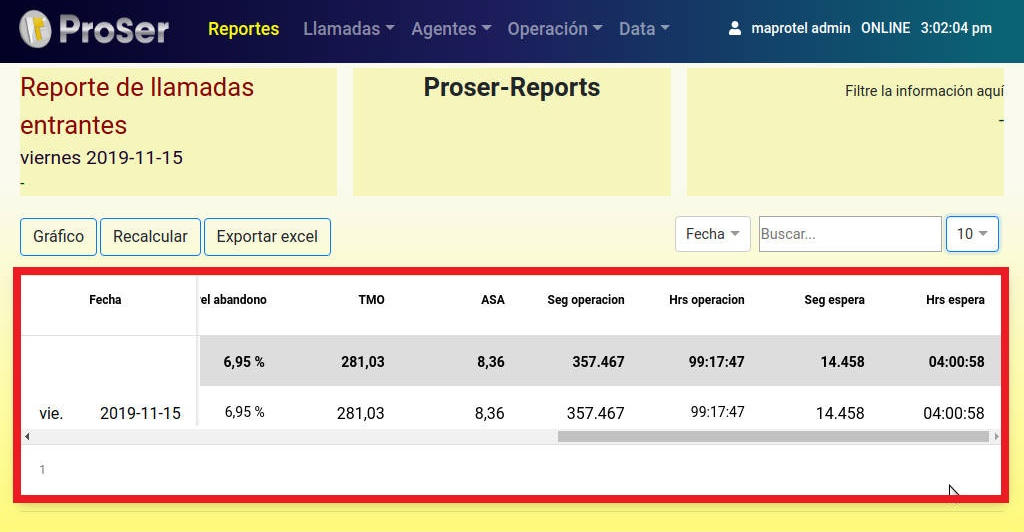 ProSer Reportes Llamadas Agentes Operación Data maprotel admin ONLINE 3:02:04 pm
Reporte de llamadas
entrantes
viernes 2019-11-15
-
Proser-Reports
Filtre la información aquí
-
Gráfico Recalcular Exportar excel Fecha Buscar... 10
Fecha el abandono TMO ASA Seg operacion Hrs operacion Seg espera Hrs espera
6,95 % 281,03 8,36 357.467 99:17:47 14.458 04:00:58
vie. 2019-11-15 6,95 % 281,03 8,36 357.467 99:17:47 14.458 04:00:58
1